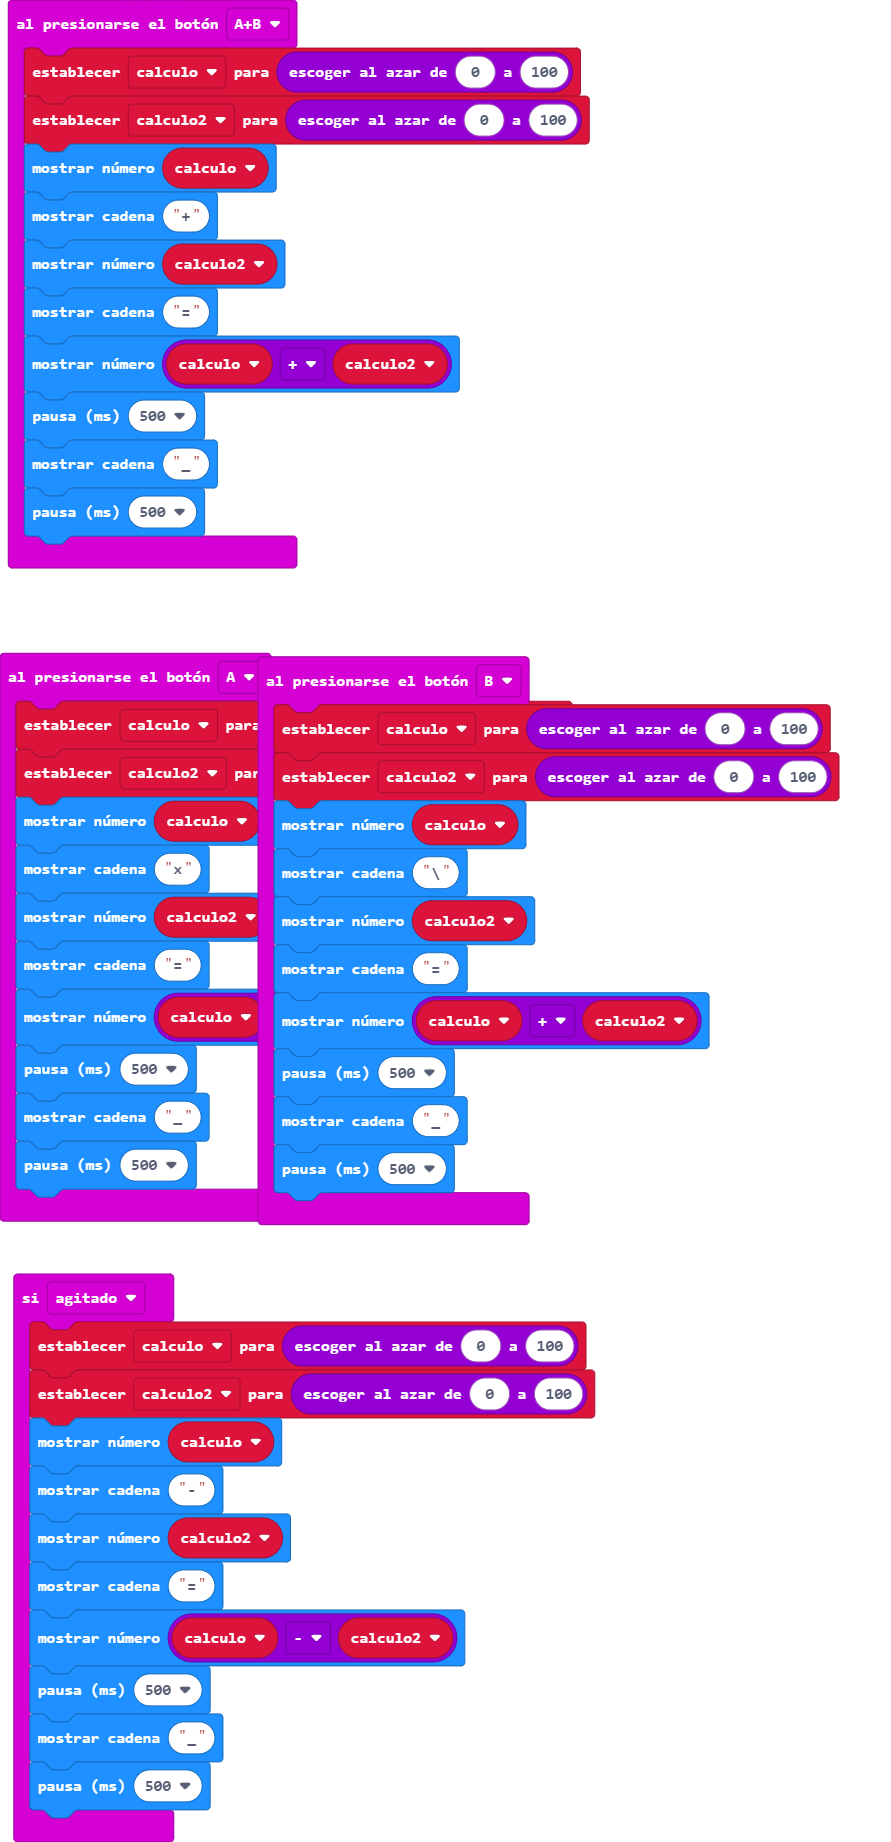 al presionarse el botón A+B
establecer calculo para escoger al azar de 0 a 100
establecer calculo2 para escoger al azar de 0 a 100
mostrar número calculo
mostrar cadena "+"
mostrar número calculo2
mostrar cadena "="
mostrar número calculo + calculo2
pausa (ms) 500
mostrar cadena "_"
pausa (ms) 500
al presionarse el botón A
establecer calculo para
establecer calculo2
mostrar número calculo
mostrar cadena "x"
mostrar número calculo2
mostrar cadena "="
mostrar número calculo
pausa (ms) 500
mostrar cadena "_"
pausa (ms) 500
al presionarse el botón B
establecer calculo para escoger al azar de 0 a 100
establecer calculo2 para escoger al azar de 0 a 100
mostrar número calculo
mostrar cadena "\"
mostrar número calculo2
mostrar cadena "="
mostrar número calculo + calculo2
pausa (ms) 500
mostrar cadena "_"
pausa (ms) 500
si agitado
establecer calculo para escoger al azar de 0 a 100
establecer calculo2 para escoger al azar de 0 a 100
mostrar número calculo
mostrar cadena "-"
mostrar número calculo2
mostrar cadena "="
mostrar número calculo - calculo2
pausa (ms) 500
mostrar cadena "_"
pausa (ms) 500